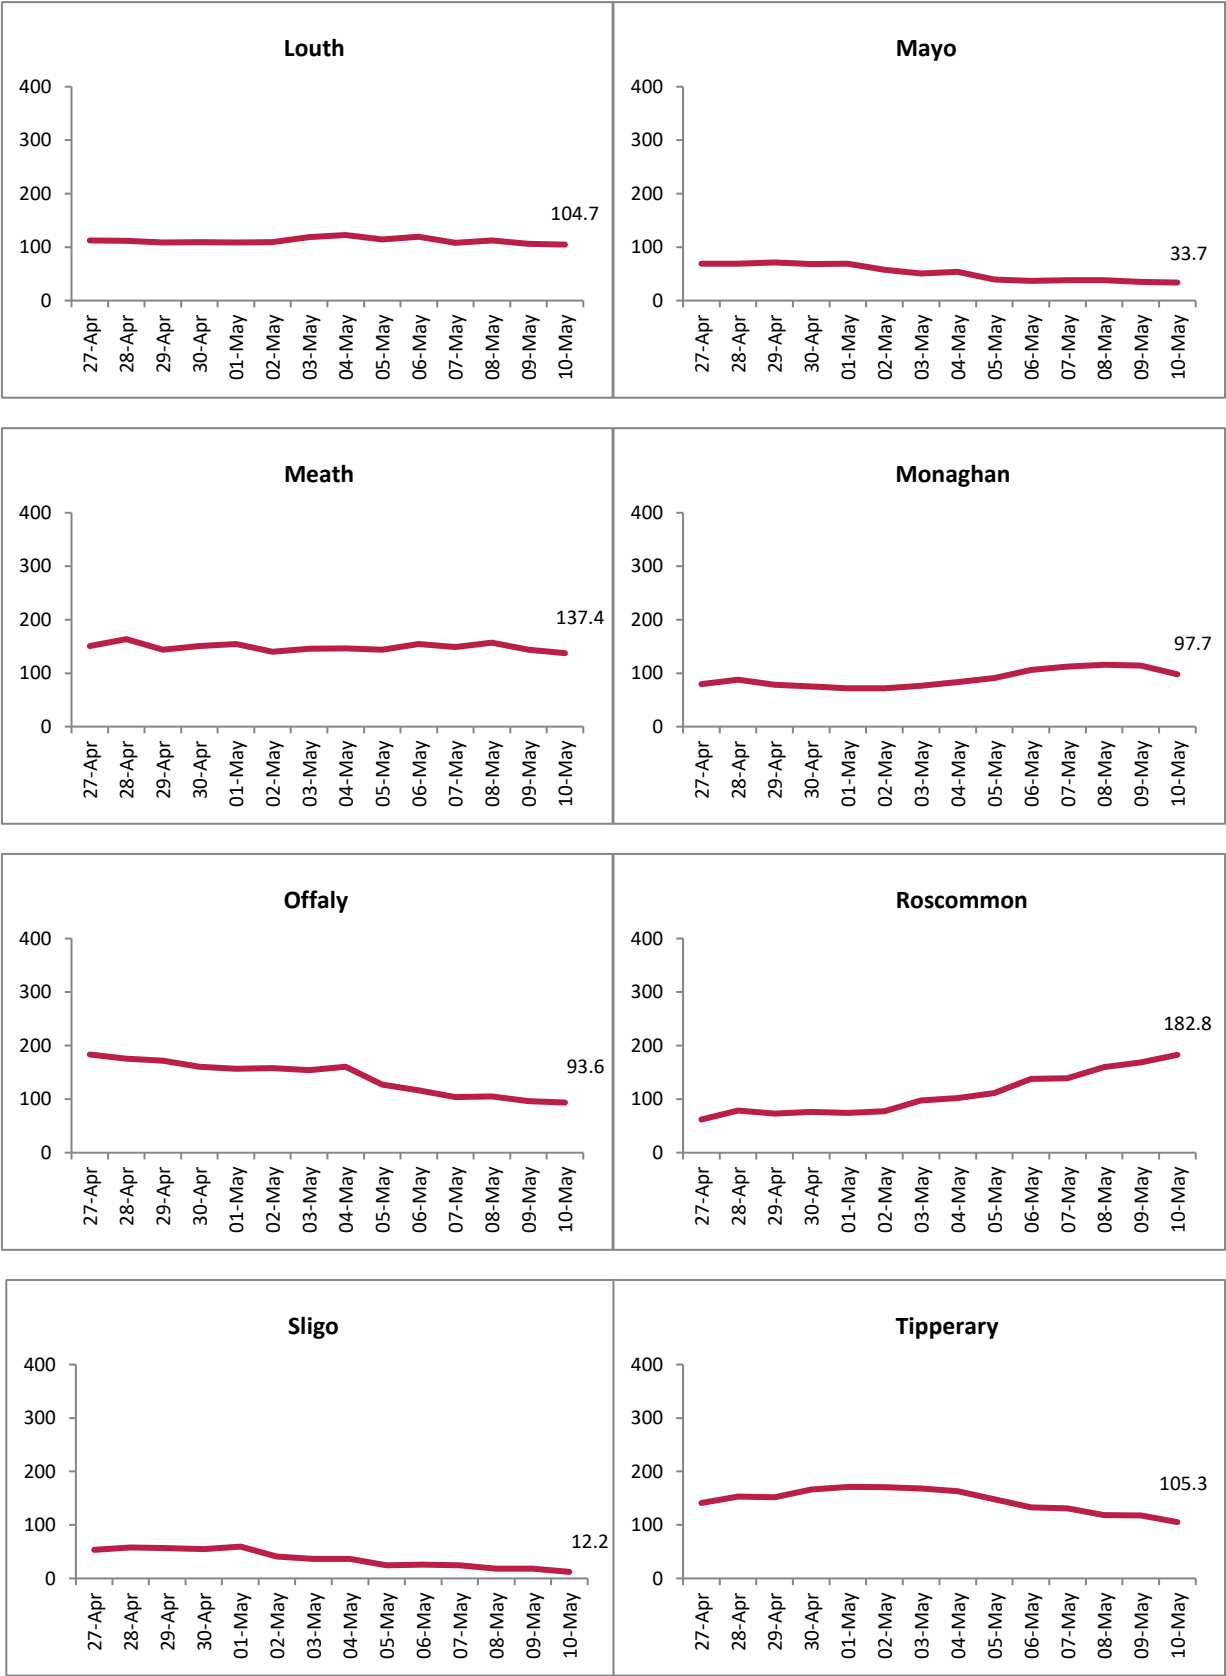 Louth
400
300
200
100
0
104.7
27-Apr
28-Apr
29-Apr
30-Apr
01-May
02-May
03-May
04-May
05-May
06-May
07-May
08-May
09-May
10-May
Mayo
400
300
200
100
0
33.7
27-Apr
28-Apr
29-Apr
30-Apr
01-May
02-May
03-May
04-May
05-May
06-May
07-May
08-May
09-May
10-May
Meath
400
300
200
100
0
137.4
27-Apr
28-Apr
29-Apr
30-Apr
01-May
02-May
03-May
04-May
05-May
06-May
07-May
08-May
09-May
10-May
Monaghan
400
300
200
100
0
97.7
27-Apr
28-Apr
29-Apr
30-Apr
01-May
02-May
03-May
04-May
05-May
06-May
07-May
08-May
09-May
10-May
Offaly
400
300
200
100
0
93.6
27-Apr
28-Apr
29-Apr
30-Apr
01-May
02-May
03-May
04-May
05-May
06-May
07-May
08-May
09-May
10-May
Roscommon
400
300
200
100
0
182.8
27-Apr
28-Apr
29-Apr
30-Apr
01-May
02-May
03-May
04-May
05-May
06-May
07-May
08-May
09-May
10-May
Sligo
400
300
200
100
0
12.2
27-Apr
28-Apr
29-Apr
30-Apr
01-May
02-May
03-May
04-May
05-May
06-May
07-May
08-May
09-May
10-May
Tipperary
400
300
200
100
0
105.3
27-Apr
28-Apr
29-Apr
30-Apr
01-May
02-May
03-May
04-May
05-May
06-May
07-May
08-May
09-May
10-May